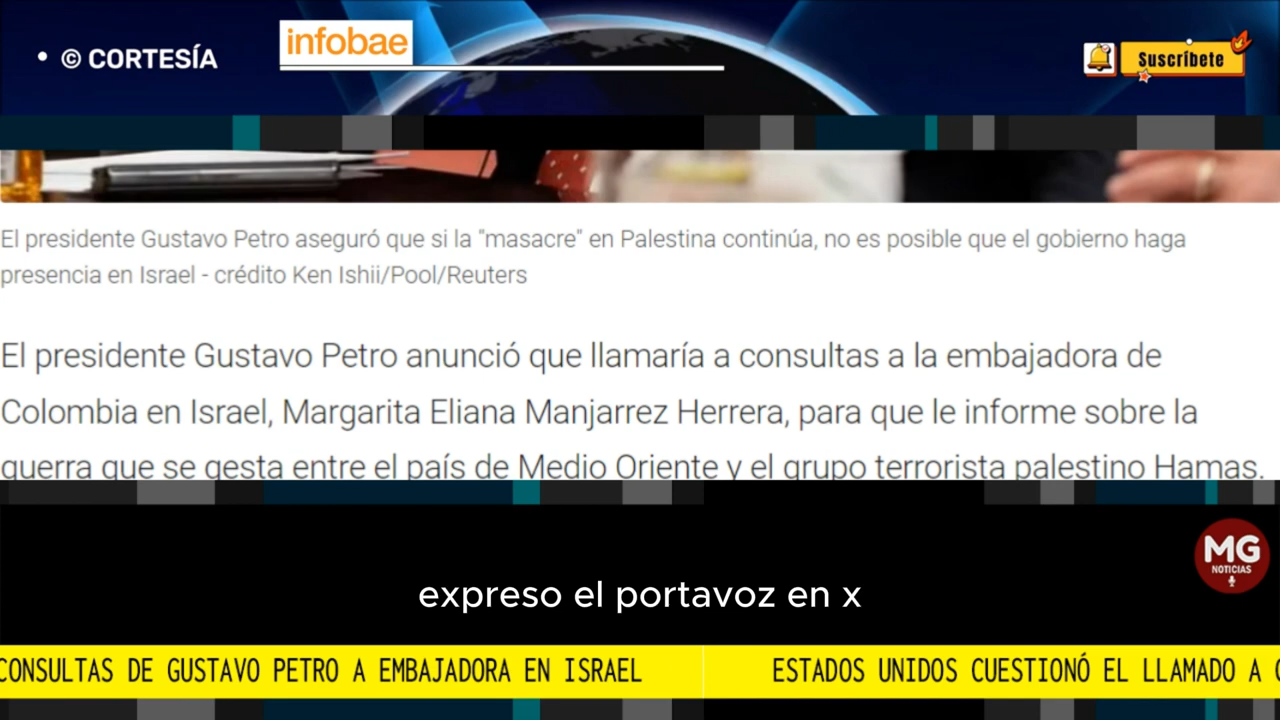 © CORTESÍA
infobae
Suscríbete
El presidente Gustavo Petro aseguró que si la "masacre" en Palestina continúa, no es posible que el gobierno haga
presencia en Israel - crédito Ken Ishii/Pool/Reuters
El presidente Gustavo Petro anunció que llamaría a consultas a la embajadora de
Colombia en Israel, Margarita Eliana Manjarrez Herrera, para que le informe sobre la
guerra que se gesta entre el país de Medio Oriente y el grupo terrorista palestino Hamas.
MG
NOTICIAS
expreso el portavoz en x
CONSULTAS DE GUSTAVO PETRO A EMBAJADORA EN ISRAEL ESTADOS UNIDOS CUESTIONÓ EL LLAMADO A